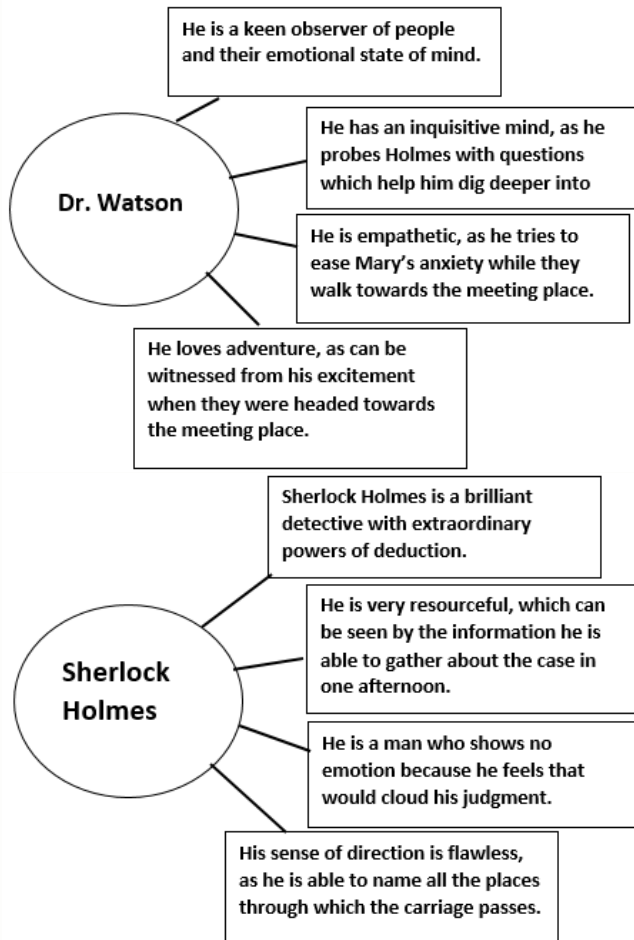 He is a keen observer of people
and their emotional state of mind.
Dr. Watson
He has an inquisitive mind, as he
probes Holmes with questions
which help him dig deeper into
He is empathetic, as he tries to
ease Mary’s anxiety while they
walk towards the meeting place.
He loves adventure, as can be
witnessed from his excitement
when they were headed towards
the meeting place.
Sherlock Holmes is a brilliant
detective with extraordinary
powers of deduction.
He is very resourceful, which can
be seen by the information he is
able to gather about the case in
one afternoon.
Sherlock
Holmes
He is a man who shows no
emotion because he feels that
would cloud his judgment.
His sense of direction is flawless,
as he is able to name all the places
through which the carriage passes.